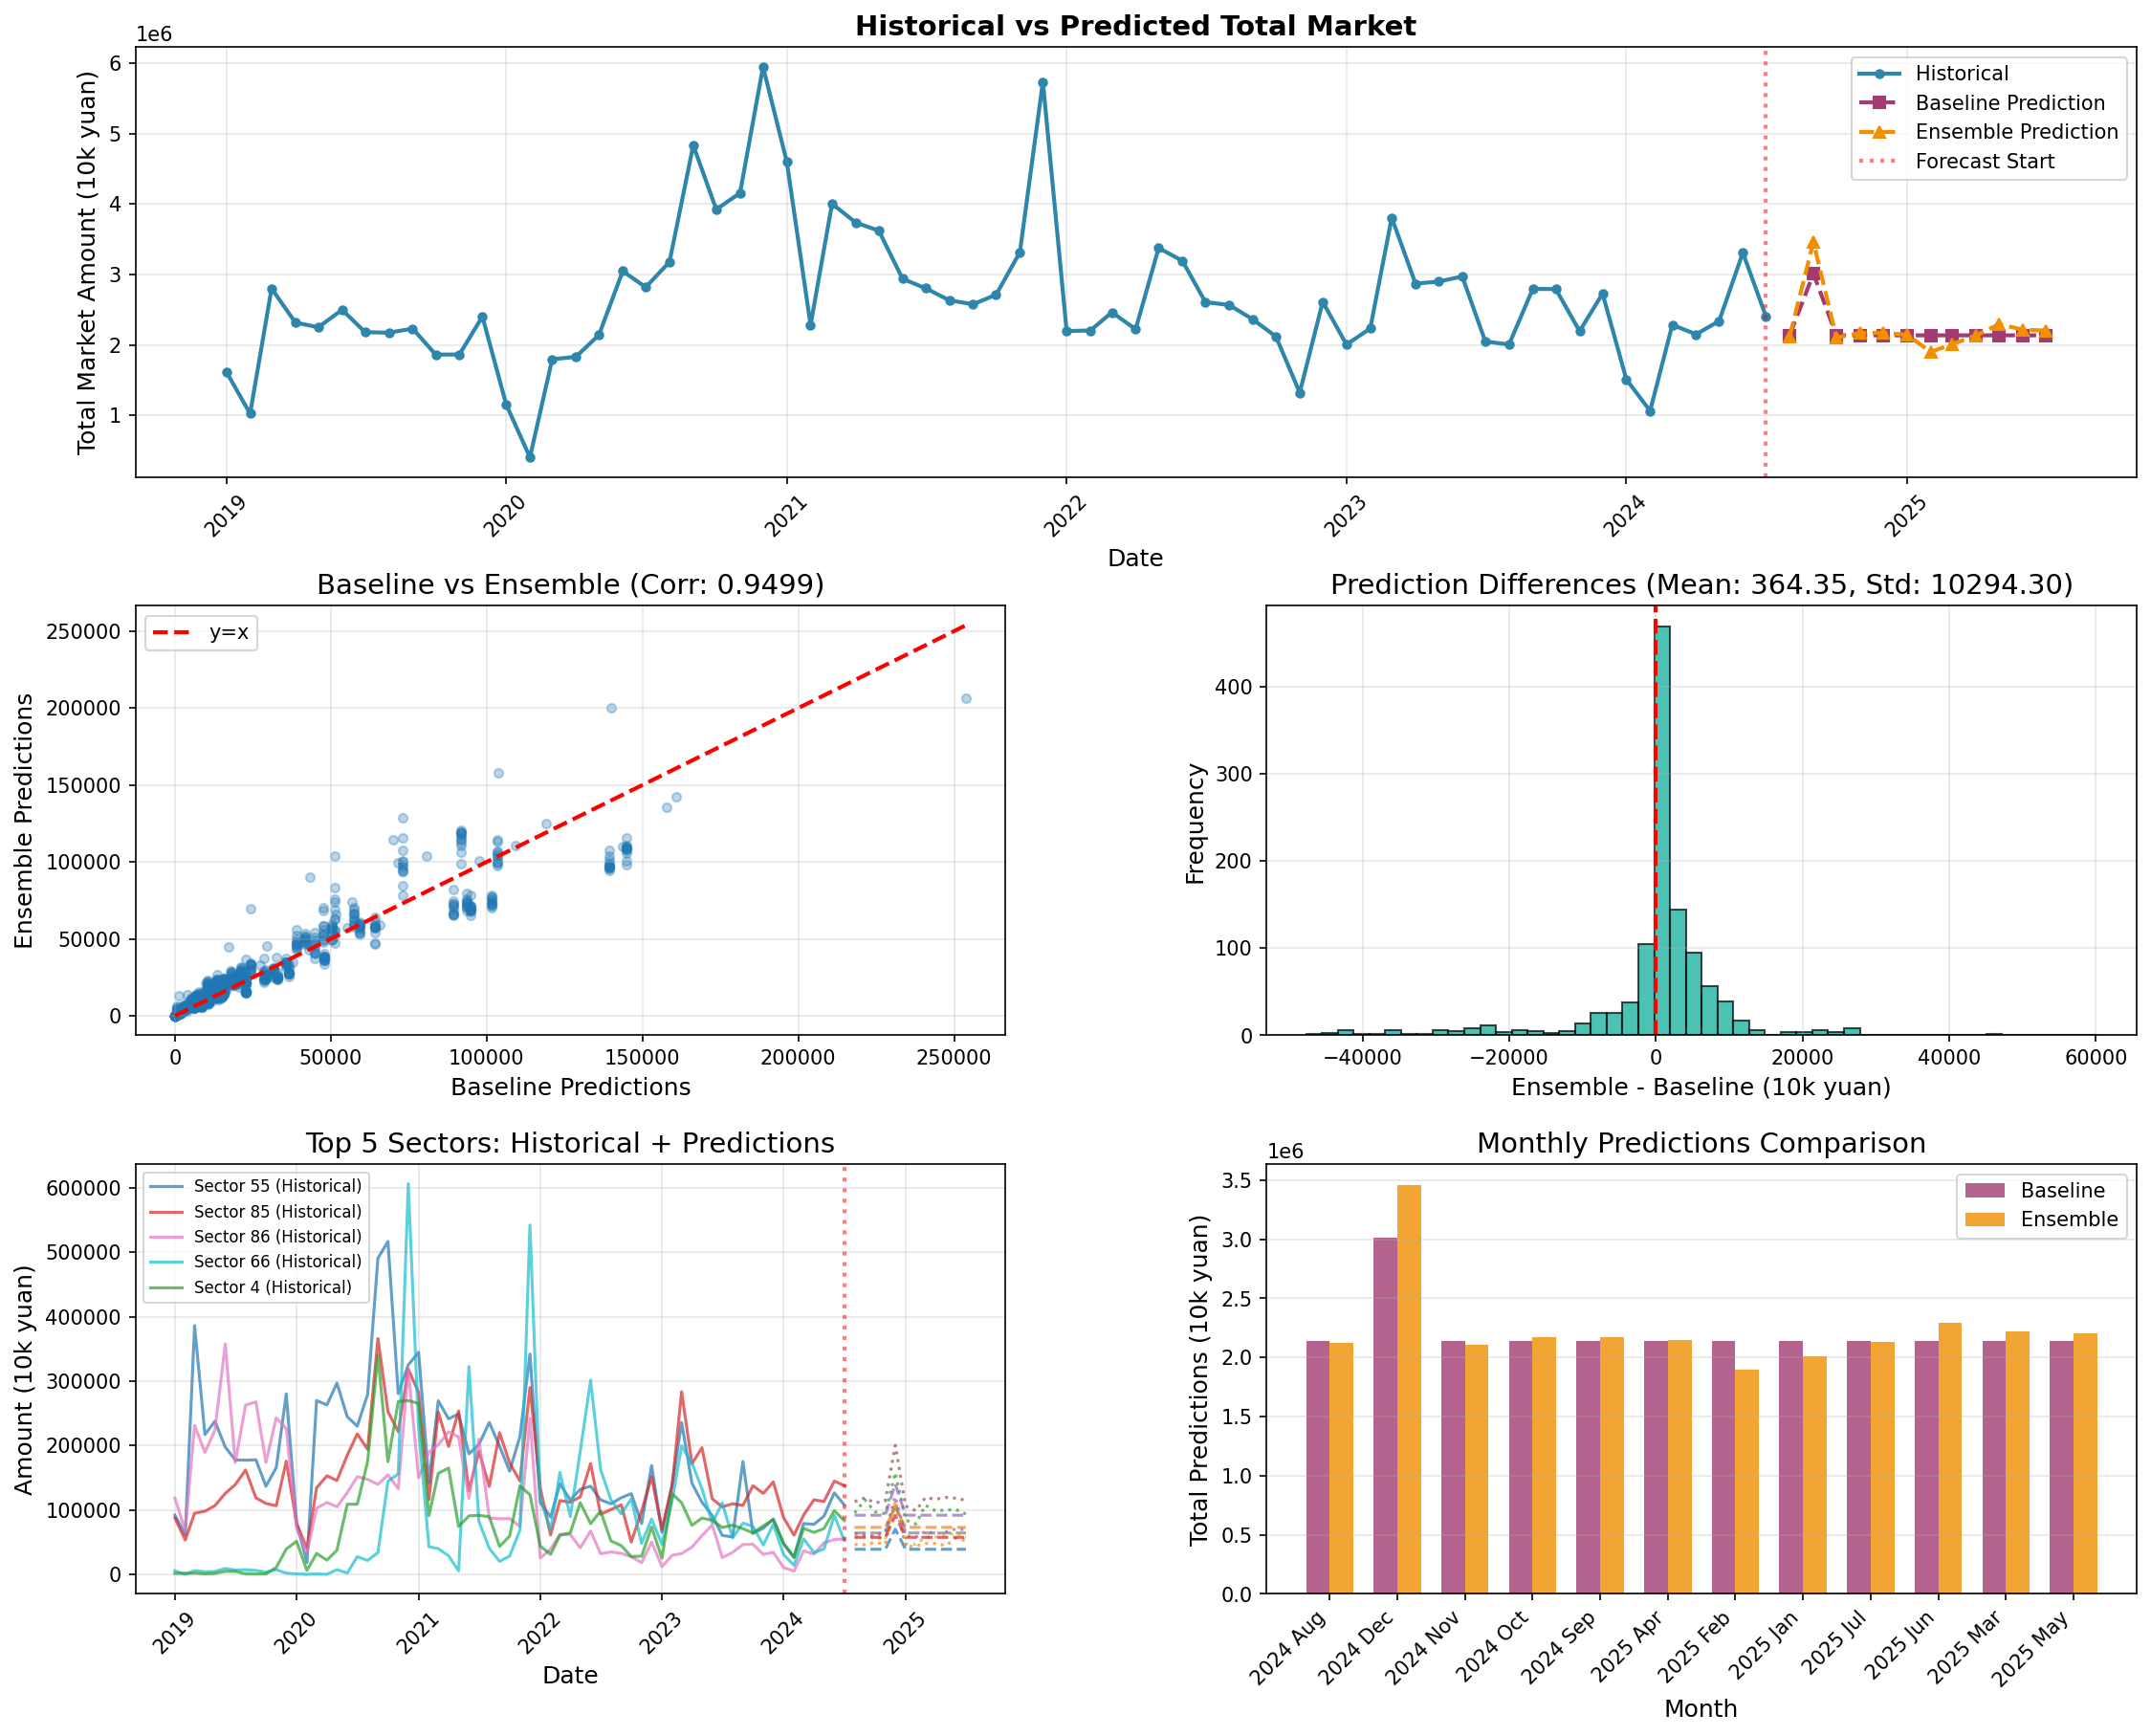 Historical vs Predicted Total Market
1e6
Total Market Amount (10k yuan)
6
5
4
3
2
1
Historical
Baseline Prediction
Ensemble Prediction
Forecast Start
2019
2020
2021
2022
2023
2024
2025
Date
Baseline vs Ensemble (Corr: 0.9499)
y=x
Ensemble Predictions
250000
200000
150000
100000
50000
0
0
50000
100000
150000
200000
250000
Baseline Predictions
Prediction Differences (Mean: 364.35, Std: 10294.30)
Frequency
400
300
200
100
0
−40000
−20000
0
20000
40000
60000
Ensemble - Baseline (10k yuan)
Top 5 Sectors: Historical + Predictions
Sector 55 (Historical)
Sector 85 (Historical)
Sector 86 (Historical)
Sector 66 (Historical)
Sector 4 (Historical)
Amount (10k yuan)
600000
500000
400000
300000
200000
100000
0
2019
2020
2021
2022
2023
2024
2025
Date
Monthly Predictions Comparison
1e6
Baseline
Ensemble
Total Predictions (10k yuan)
3.5
3.0
2.5
2.0
1.5
1.0
0.5
0.0
2024 Aug
2024 Dec
2024 Nov
2024 Oct
2024 Sep
2025 Apr
2025 Feb
2025 Jan
2025 Jul
2025 Jun
2025 Mar
2025 May
Month